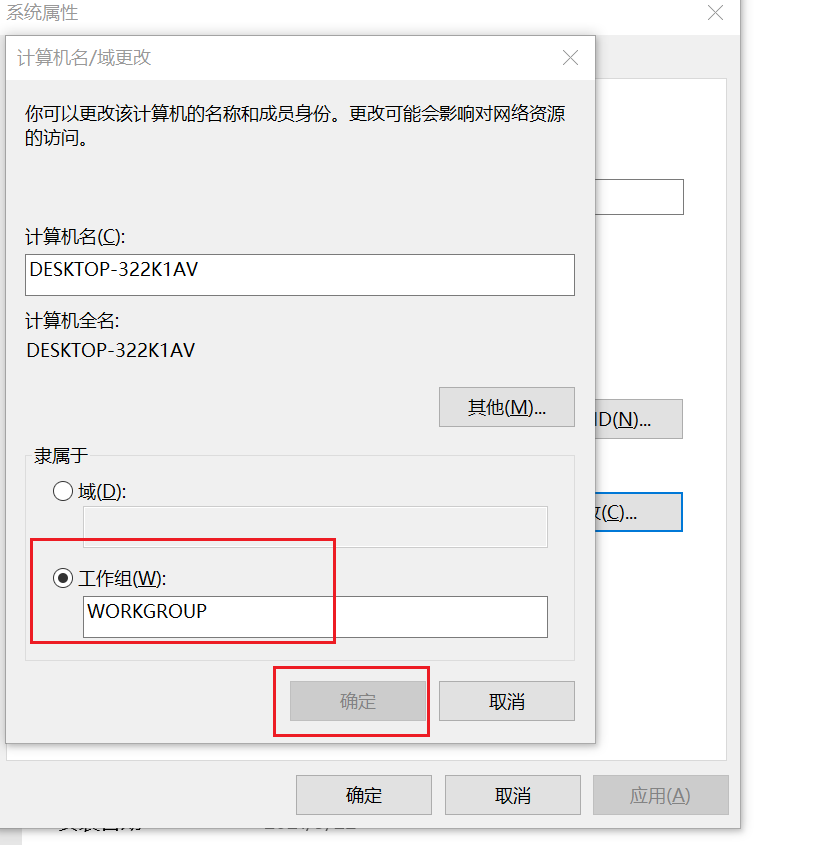 系统属性
计算机名/域更改
你可以更改该计算机的名称和成员身份。更改可能会影响对网络资源
的访问。
计算机名(C):
DESKTOP-322K1AV
计算机全名:
DESKTOP-322K1AV
其他(M)...
ID(N)...
隶属于
域(D):
(C)...
工作组(W):
WORKGROUP
确定
取消
确定
取消
应用(A)